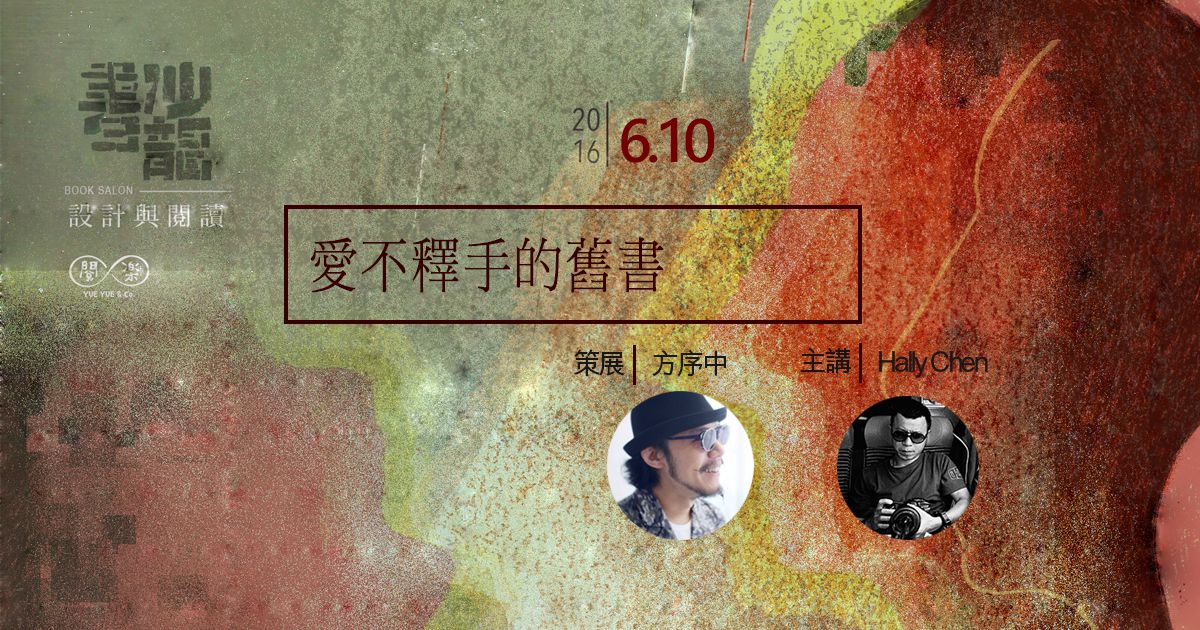 書沙龍
BOOK SALON
設計與閱讀
閱樂
YUE YUE & Co.
2016
6.10
愛不釋手的舊書
策展 | 方序中
主講 | Hally Chen